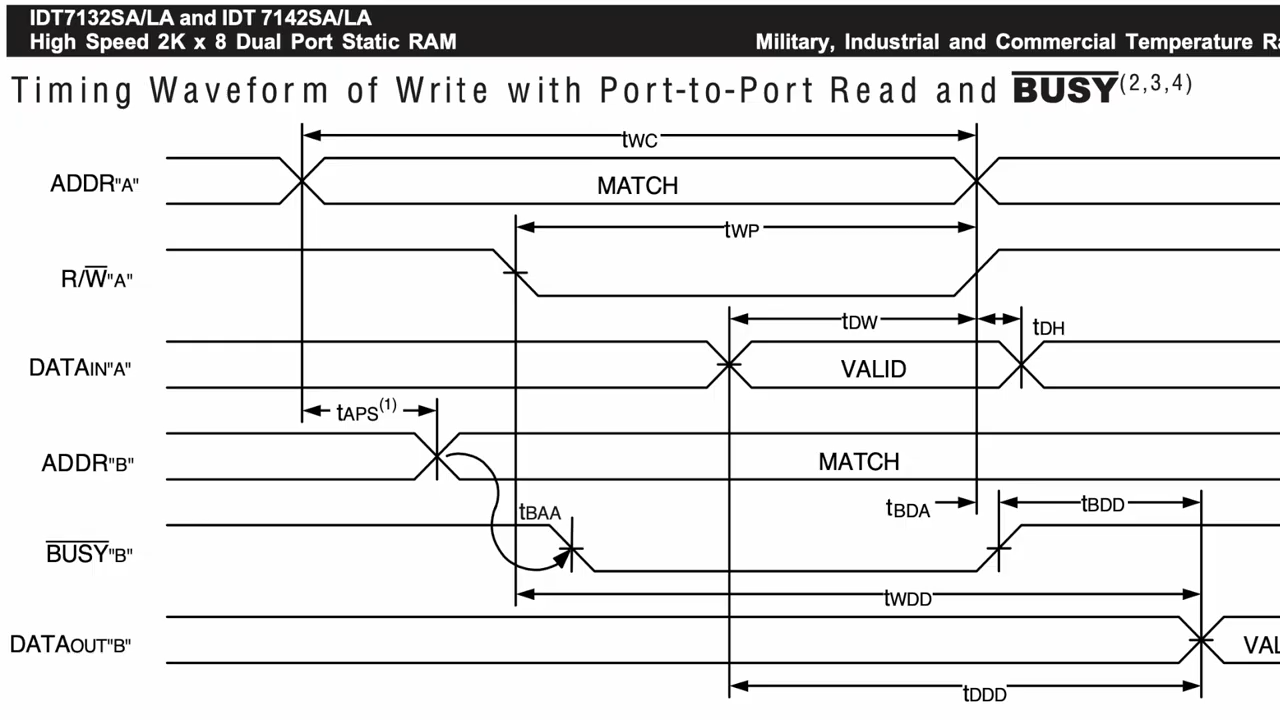 IDT7132SA/LA and IDT 7142SA/LA
High Speed 2K x 8 Dual Port Static RAM
Military, Industrial and Commercial Temperature Ra
Timing Waveform of Write with Port-to-Port Read and BUSY(2,3,4)
tWC
ADDR"A"
MATCH
tWP
R/W"A"
tDW
tDH
DATAIN"A"
VALID
tAPS(1)
ADDR"B"
MATCH
tBAA
tBDA
tBDD
BUSY"B"
tWDD
DATAOUT"B"
VAL
tDDD